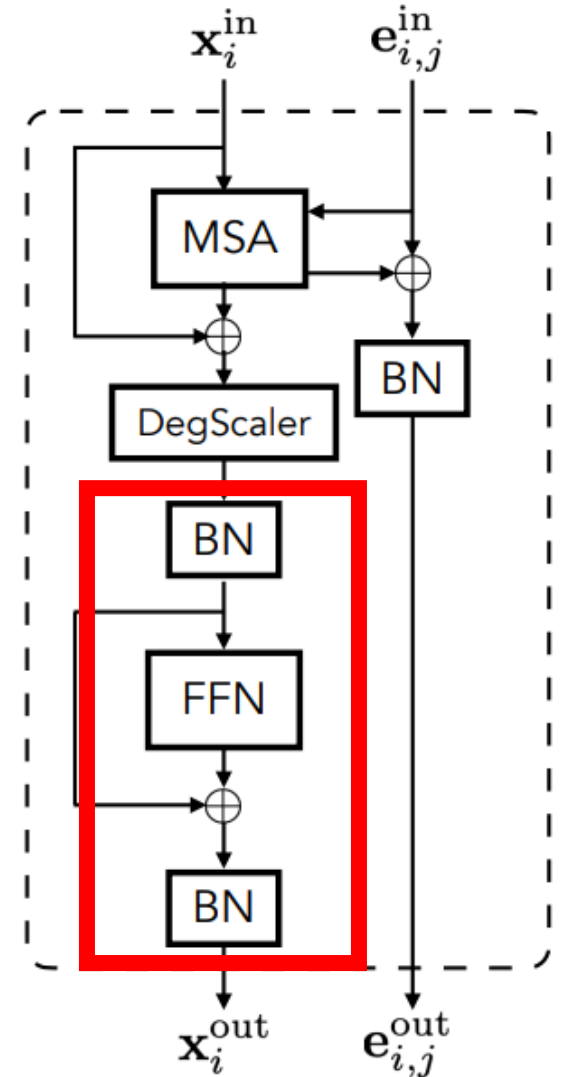 x_i^in e_{i,j}^in
MSA
BN
DegScaler
BN
FFN
BN
x_i^out e_{i,j}^out